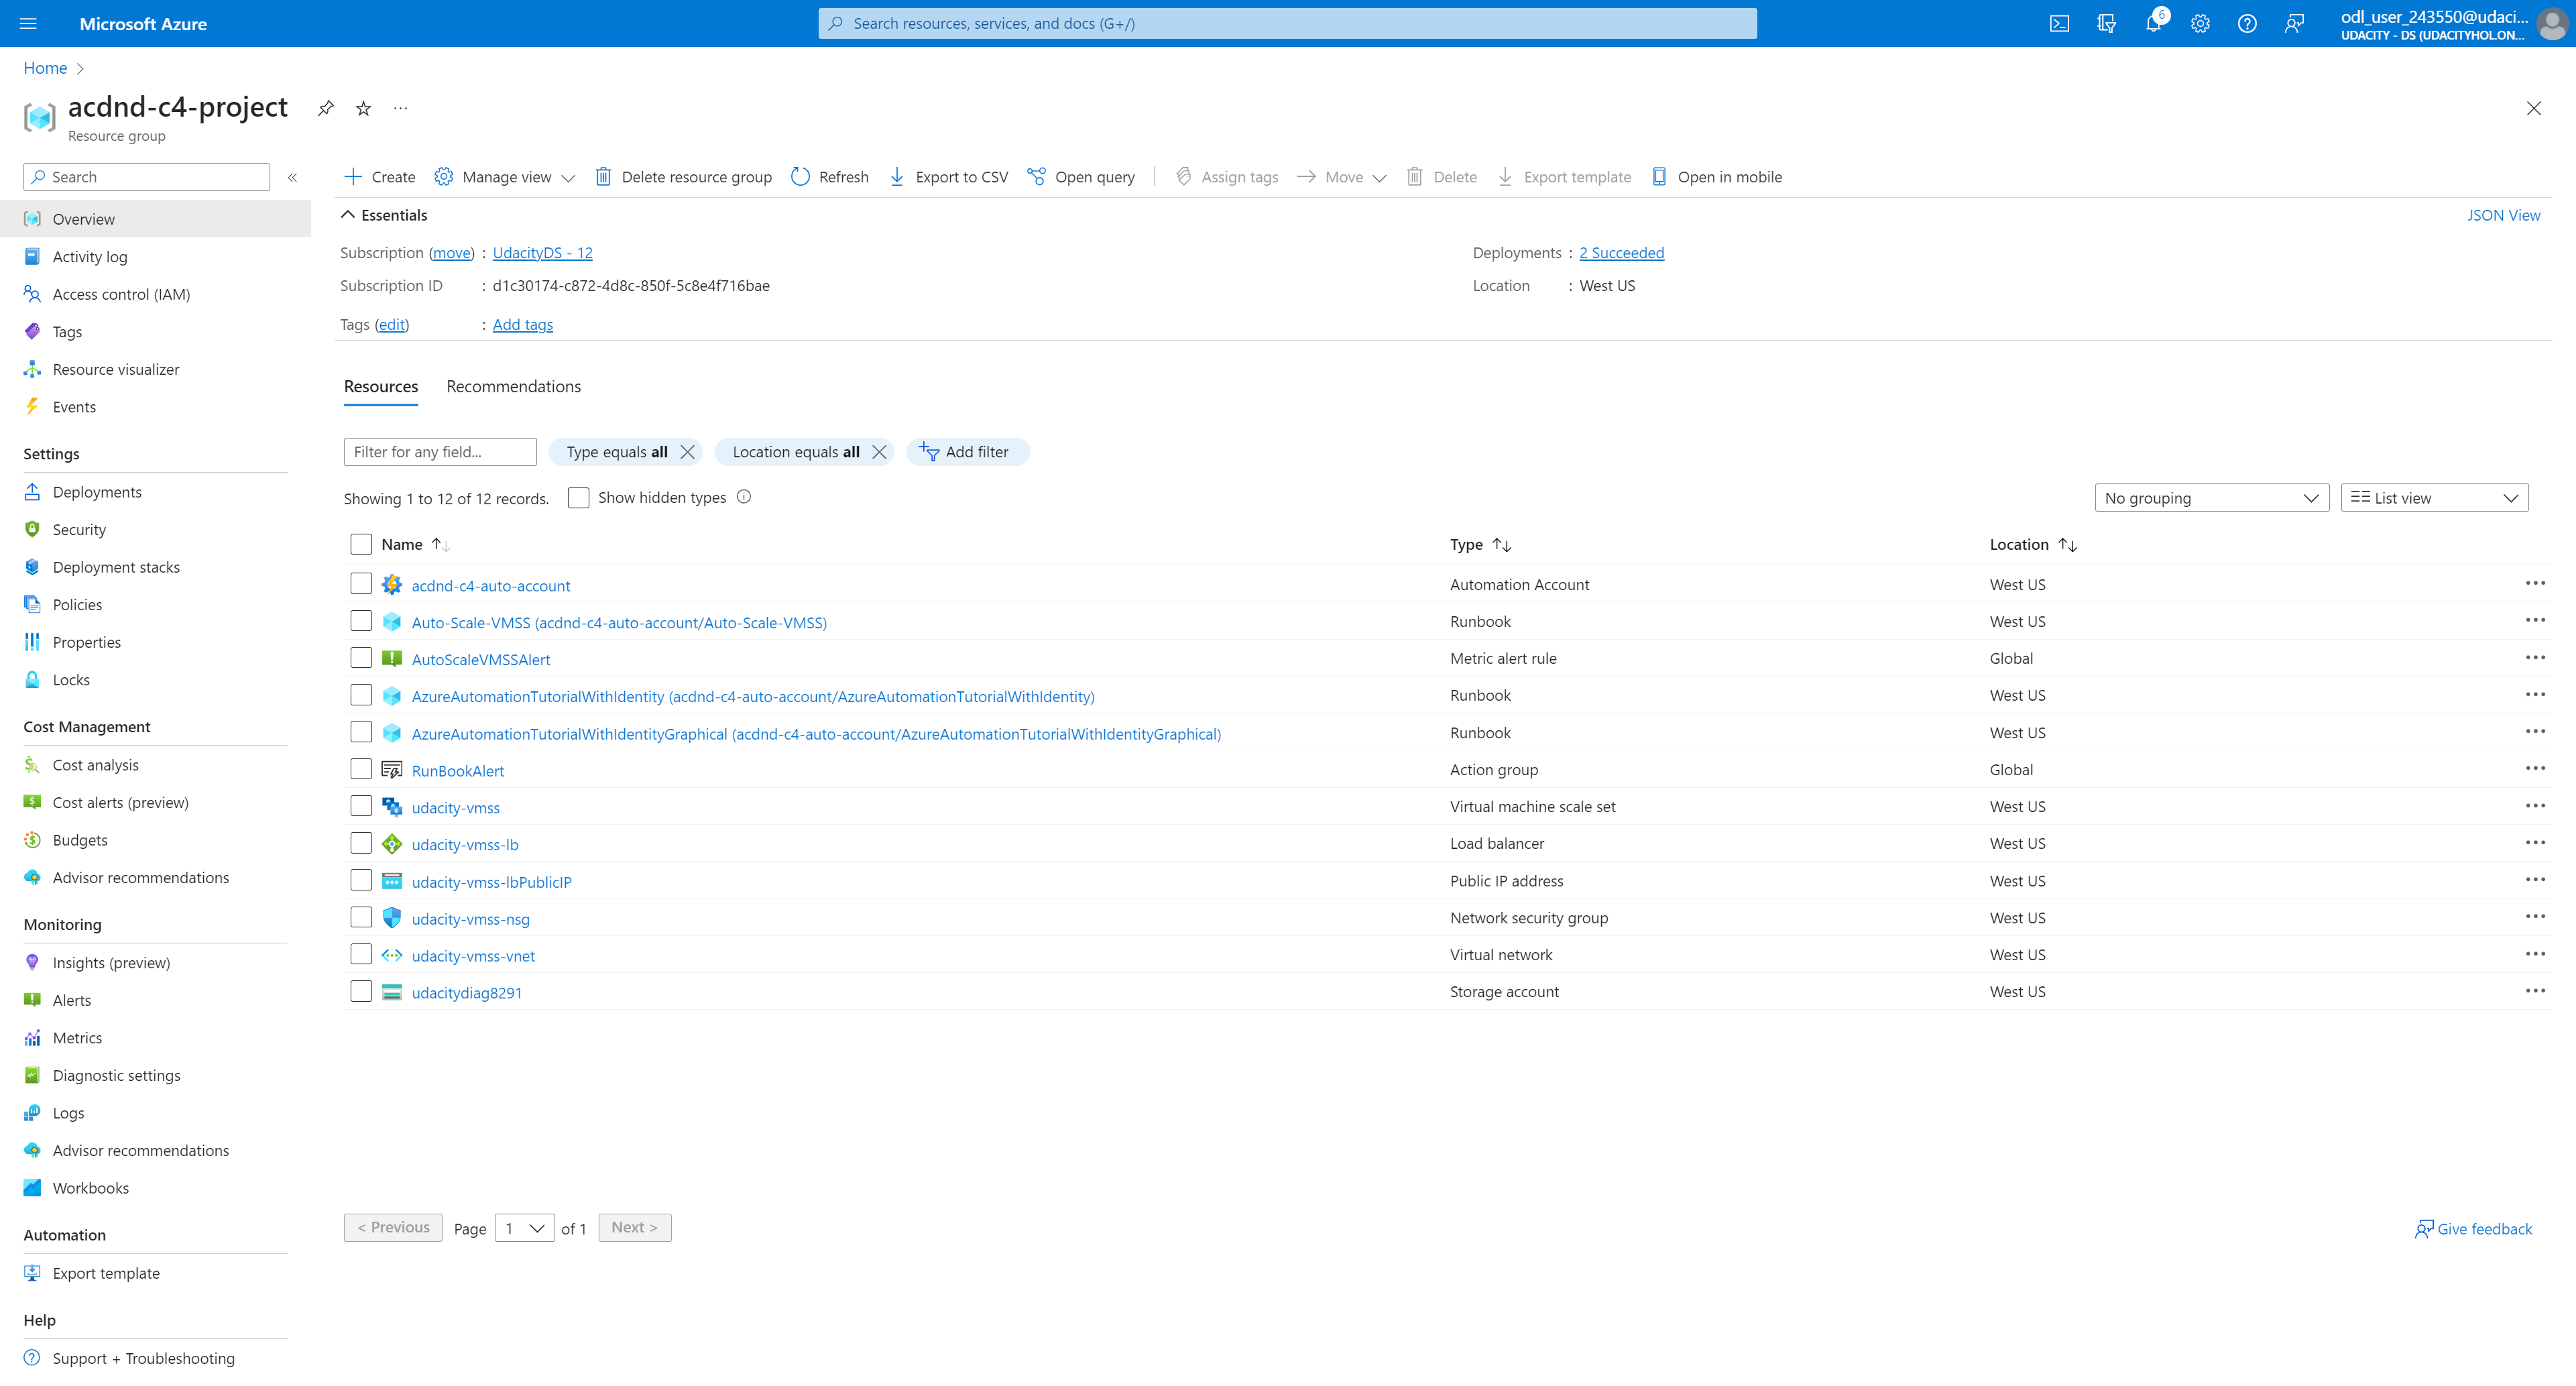 Microsoft Azure
Search resources, services, and docs (G+/)
6
odl_user_243550@udaci...
UDACITY - DS (UDACITYHOL.ON...
Home
acdnd-c4-project
Resource group
Search
Create
Manage view
Delete resource group
Refresh
Export to CSV
Open query
Assign tags
Move
Delete
Export template
Open in mobile
Overview
Activity log
Access control (IAM)
Tags
Resource visualizer
Events
Settings
Deployments
Security
Deployment stacks
Policies
Properties
Locks
Cost Management
Cost analysis
Cost alerts (preview)
Budgets
Advisor recommendations
Monitoring
Insights (preview)
Alerts
Metrics
Diagnostic settings
Logs
Advisor recommendations
Workbooks
Automation
Export template
Help
Support + Troubleshooting
Essentials
JSON View
Subscription (move) : UdacityDS - 12
Deployments : 2 Succeeded
Subscription ID : d1c30174-c872-4d8c-850f-5c8e4f716bae
Location : West US
Tags (edit) : Add tags
Resources Recommendations
Filter for any field...
Type equals all
Location equals all
Add filter
Showing 1 to 12 of 12 records.
Show hidden types
No grouping
List view
Name Type Location
acdnd-c4-auto-account Automation Account West US
Auto-Scale-VMSS (acdnd-c4-auto-account/Auto-Scale-VMSS) Runbook West US
AutoScaleVMSSAlert Metric alert rule Global
AzureAutomationTutorialWithIdentity (acdnd-c4-auto-account/AzureAutomationTutorialWithIdentity) Runbook West US
AzureAutomationTutorialWithIdentityGraphical (acdnd-c4-auto-account/AzureAutomationTutorialWithIdentityGraphical) Runbook West US
RunBookAlert Action group Global
udacity-vmss Virtual machine scale set West US
udacity-vmss-lb Load balancer West US
udacity-vmss-lbPublicIP Public IP address West US
udacity-vmss-nsg Network security group West US
udacity-vmss-vnet Virtual network West US
udacitydiag8291 Storage account West US
< Previous Page 1 of 1 Next >
Give feedback